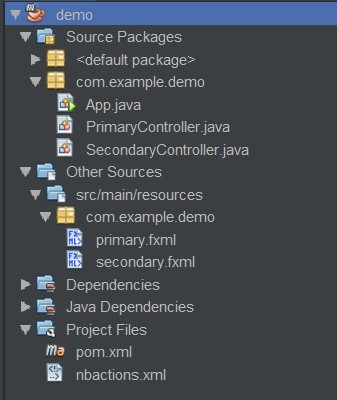 demo
Source Packages
<default package>
com.example.demo
App.java
PrimaryController.java
SecondaryController.java
Other Sources
src/main/resources
com.example.demo
primary.fxml
secondary.fxml
Dependencies
Java Dependencies
Project Files
pom.xml
nbactions.xml